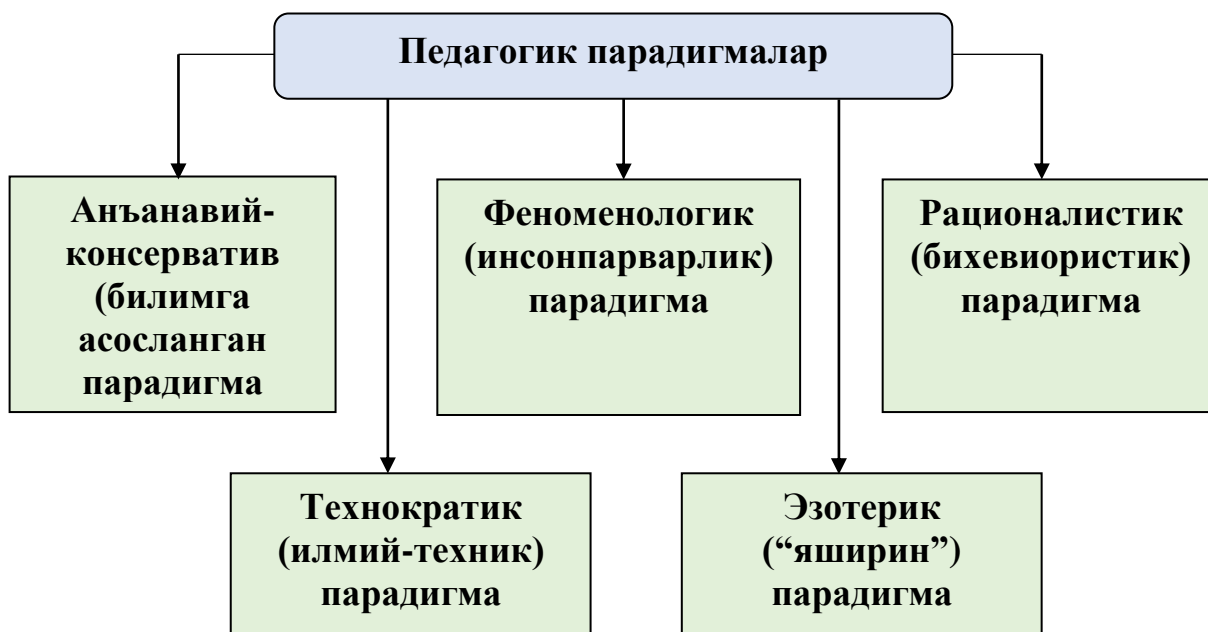 Педагогик парадигмалар
Анъанавий-
консерватив
(билимга
асосланган
парадигма
Феноменологик
(инсонпарварлик)
парадигма
Рационалистик
(бихевиористик)
парадигма
Технократик
(илмий-техник)
парадигма
Эзотерик
(“яширин”)
парадигма